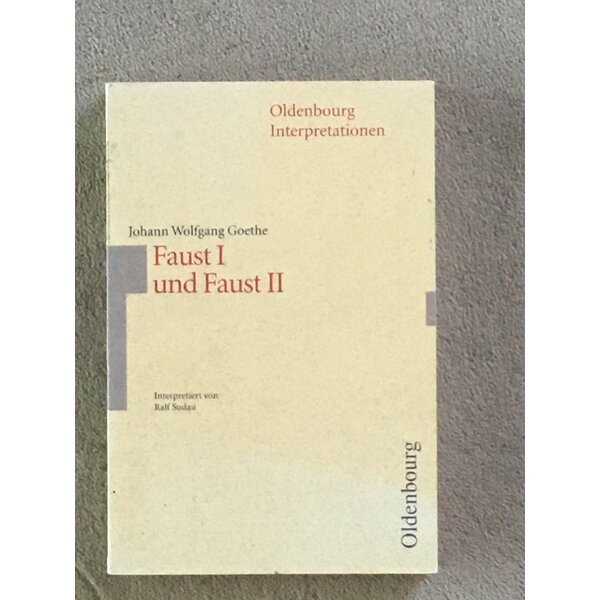 Oldenbourg
Interpretationen
Johann Wolfgang Goethe
Faust I
und Faust II
Interpretiert von
Ralf Sudau
Oldenbourg